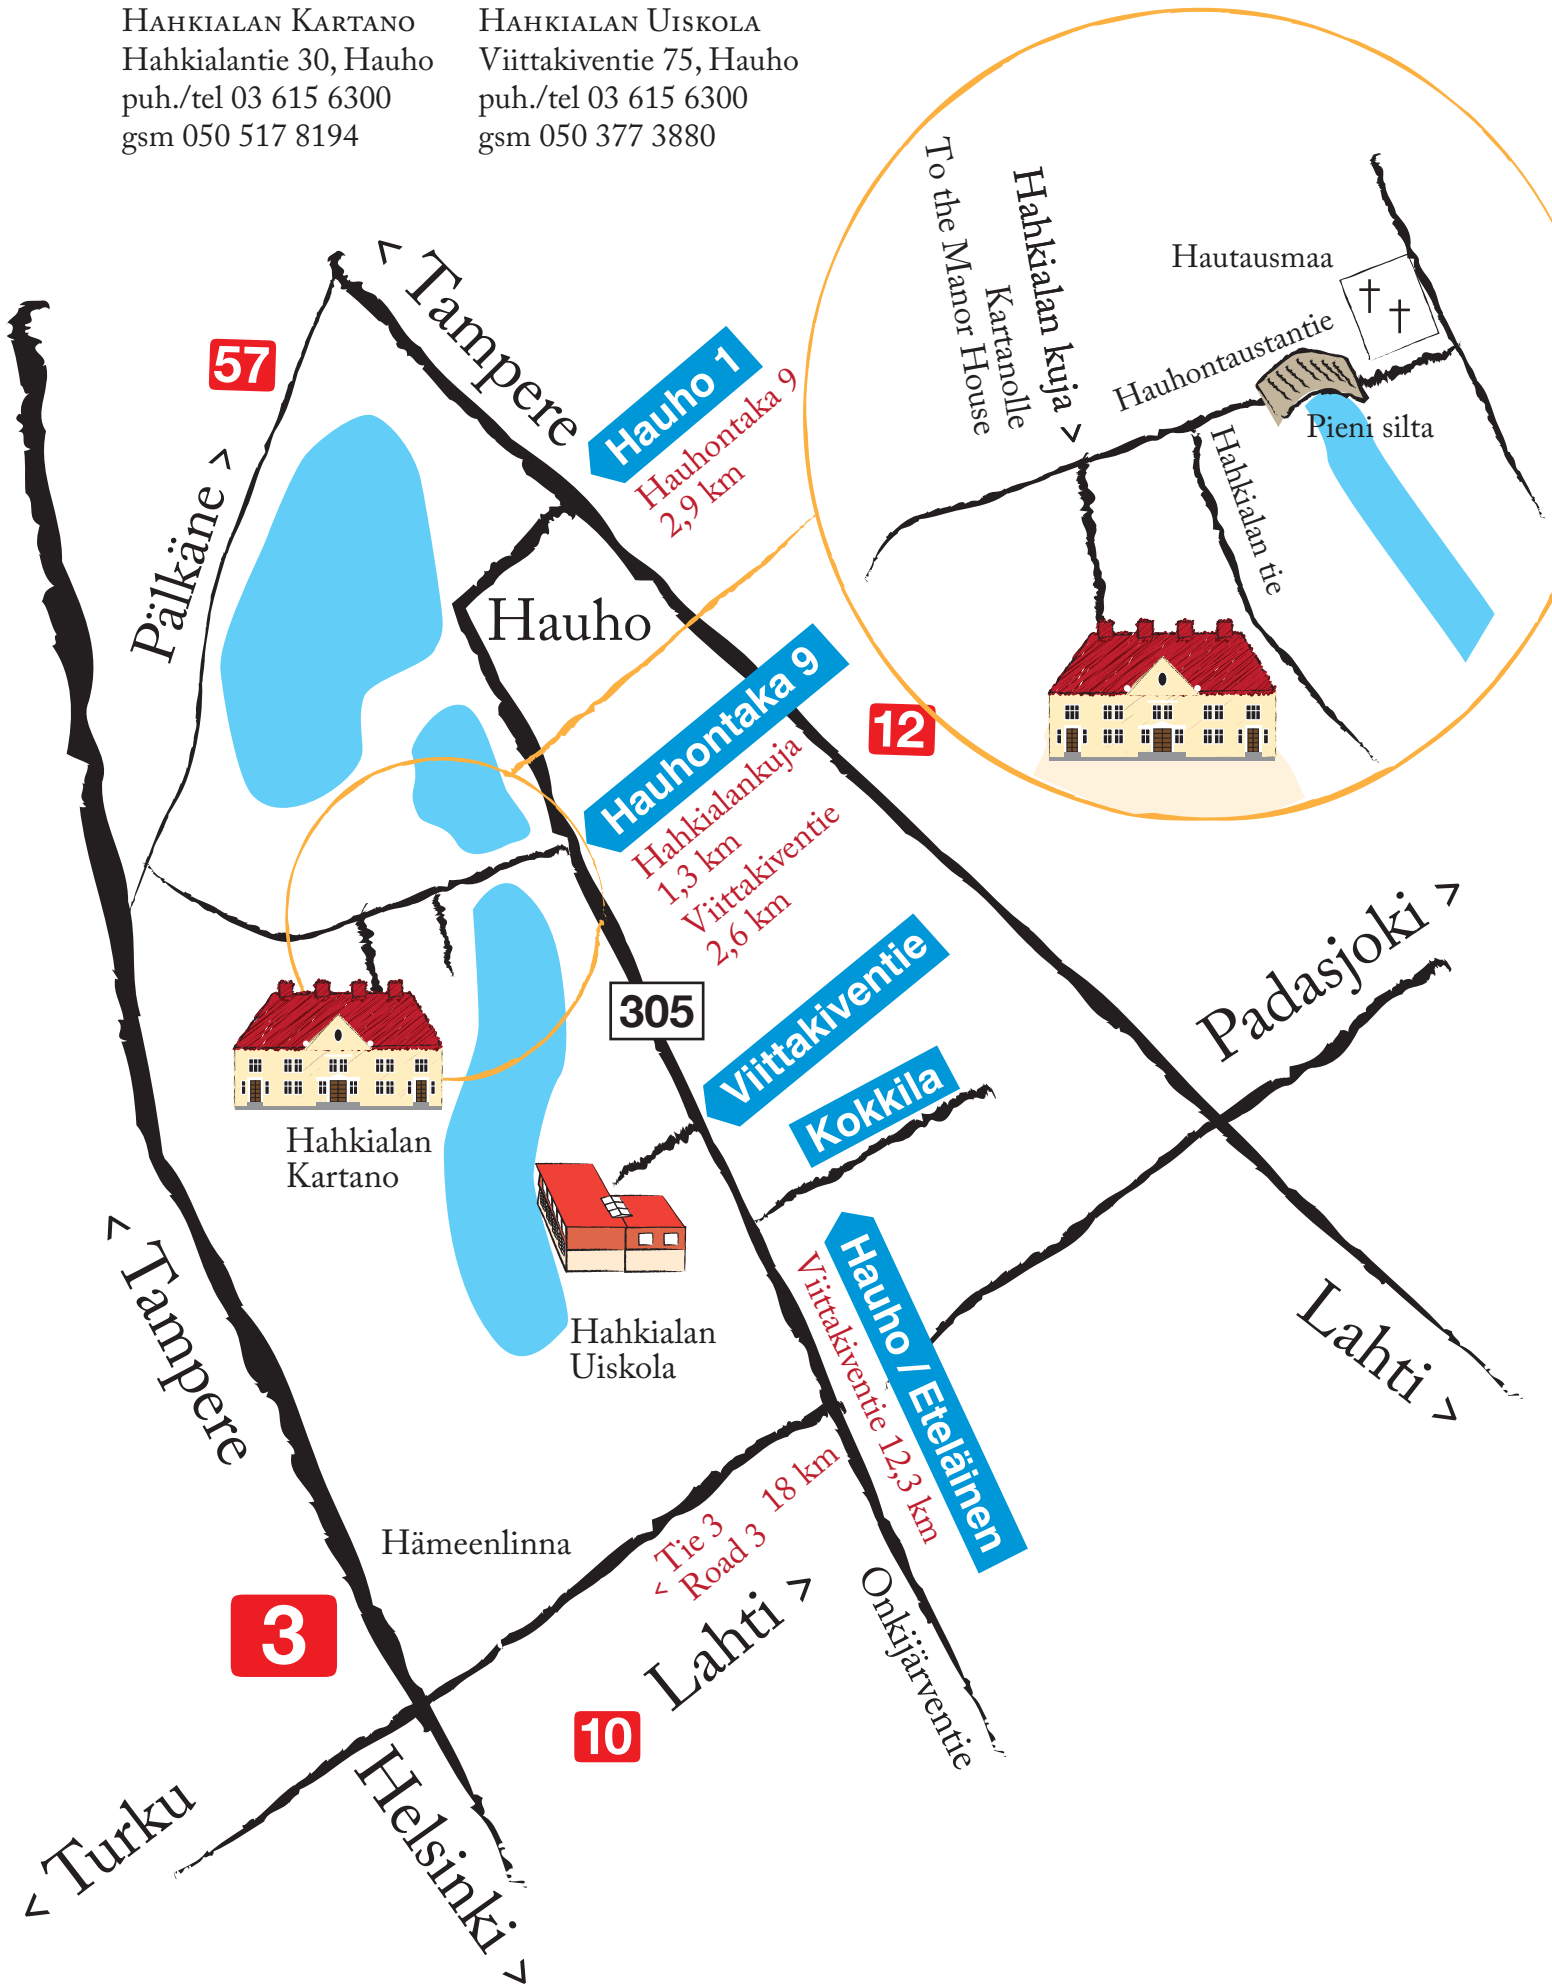 Hahkialan Kartano
Hahkialantie 30, Hauho
puh./tel 03 615 6300
gsm 050 517 8194
Hahkialan Uiskola
Viittakiventie 75, Hauho
puh./tel 03 615 6300
gsm 050 377 3880
To the Manor House
Kartanolle
Hahkialan kuja >
Hautausmaa
Hauhontaustantie
Pieni silta
Hahkialan tie
< Tampere
57
Hauho 1
Hauhontaka 9
2,9 km
Pälkäne >
Hauho
Hauhontaka 9
Hahkialankuja
1,3 km
Viittakiventie
2,6 km
12
305
Viittakiventie
Kokkila
Padasjoki >
Hahkialan
Kartano
Hahkialan
Uiskola
< Tampere
Hauho / Eteläinen
Viittakiventie 12,3 km
Lahti >
Hämeenlinna
< Tie 3
Road 3
18 km
3
Lahti >
10
Onkijärventie
< Turku
Helsinki >